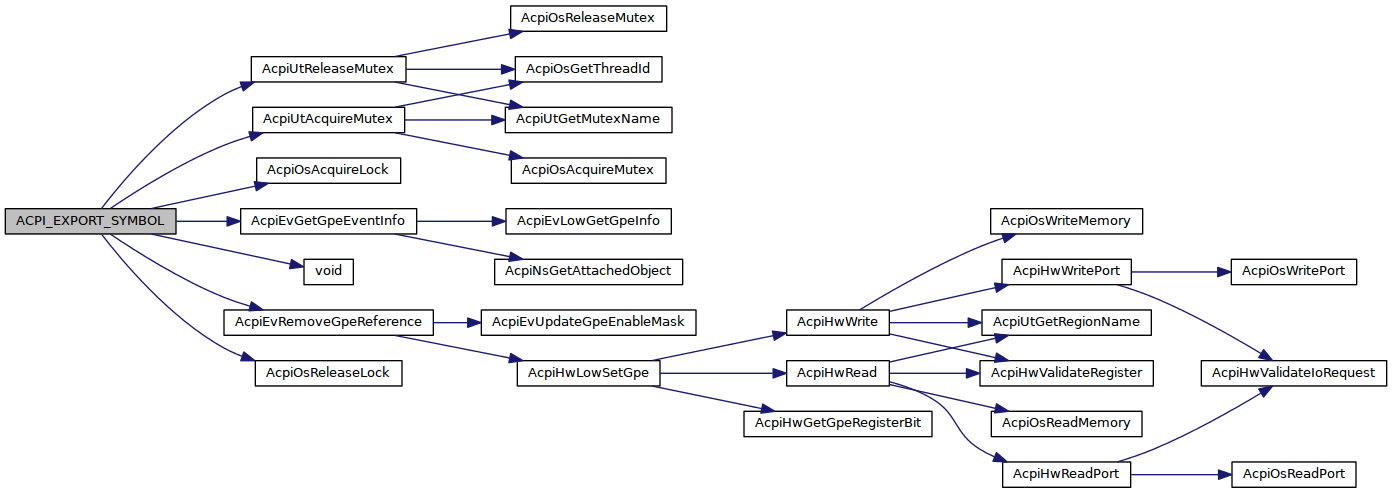 ACPI_EXPORT_SYMBOL
AcpiUtReleaseMutex
AcpiUtAcquireMutex
AcpiOsAcquireLock
AcpiEvGetGpeEventInfo
void
AcpiEvRemoveGpeReference
AcpiOsReleaseLock
AcpiOsReleaseMutex
AcpiOsGetThreadId
AcpiUtGetMutexName
AcpiOsAcquireMutex
AcpiEvLowGetGpeInfo
AcpiNsGetAttachedObject
AcpiEvUpdateGpeEnableMask
AcpiHwLowSetGpe
AcpiHwWrite
AcpiHwRead
AcpiHwGetGpeRegisterBit
AcpiOsWriteMemory
AcpiHwWritePort
AcpiUtGetRegionName
AcpiHwValidateRegister
AcpiOsReadMemory
AcpiHwReadPort
AcpiOsWritePort
AcpiHwValidateIoRequest
AcpiOsReadPort